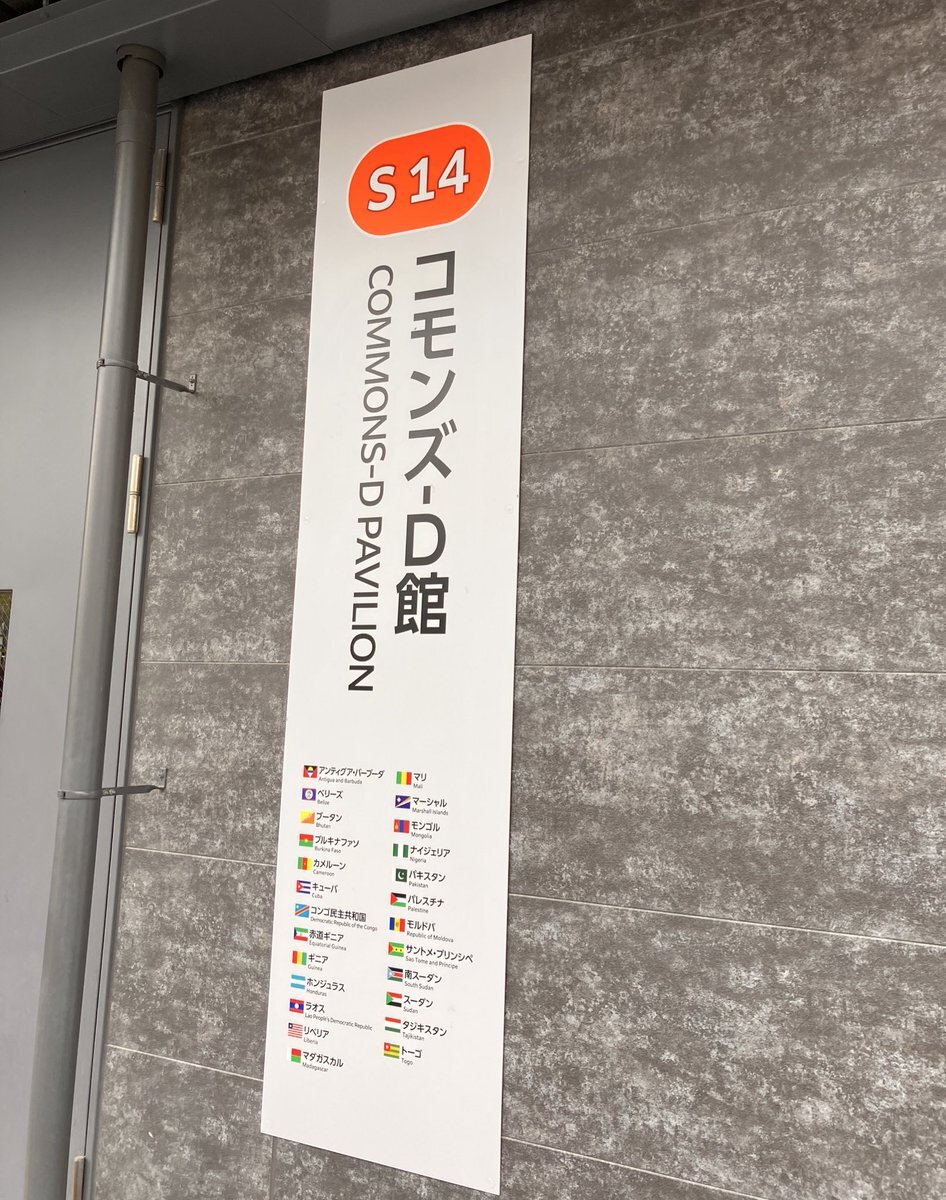 S 14
コモンズ-D館
COMMONS-D PAVILION
アンティグア・バーブーダ
Antigua and Barbuda
ベリーズ
Belize
ブータン
Bhutan
ブルキナファソ
Burkina Faso
カメルーン
Cameroon
キューバ
Cuba
コンゴ民主共和国
Democratic Republic of the Congo
赤道ギニア
Equatorial Guinea
ギニア
Guinea
ホンジュラス
Honduras
ラオス
Lao People's Democratic Republic
リベリア
Liberia
マダガスカル
Madagascar
マリ
Mali
マーシャル
Marshall Islands
モンゴル
Mongolia
ナイジェリア
Nigeria
パキスタン
Pakistan
パレスチナ
Palestine
モルドバ
Republic of Moldova
サントメ・プリンシペ
Sao Tome and Principe
南スーダン
South Sudan
スーダン
Sudan
タジキスタン
Tajikistan
トーゴ
Togo